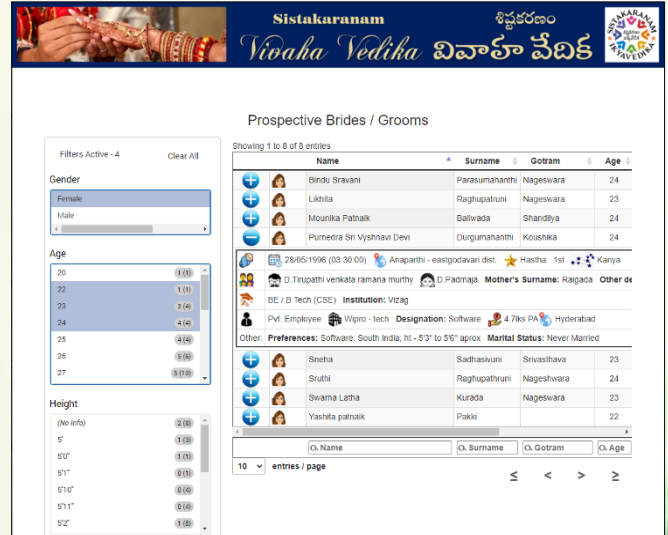 Sistakaranam
శిష్టకరణం
Vivaha Vedika వివాహ వేదిక
Prospective Brides / Grooms
Filters Active - 4 Clear All
Gender
Female
Male
Age
20 1 (1)
22 1 (1)
23 3 (4)
24 4 (4)
25 4 (4)
26 5 (5)
27 5 (10)
Height
(No Info) 2 (8)
5' 1 (3)
5'0" 1 (1)
5'1" 0 (1)
5'10" 0 (4)
5'11" 0 (4)
5'2" 1 (8)
Showing 1 to 8 of 8 entries
Name Surname Gotram Age
Bindu Sravani Parasumahanthi Nageswara 24
Likhita Raghupatruni Nageswara 23
Mounika Patnaik Baliwada Shandilya 24
Purnedra Sri Vyshnavi Devi Durgumahanthi Koushika 24
28/05/1996 (03:30:00) Anaparthi - eastgodavari dist. Hastha 1st Kanya
D.Tirupathi venkata ramana murthy D.Padmaja Mother's Surname: Raigada Other de
BE / B.Tech (CSE) Institution: Vizag
Pvt. Employee Wipro - tech Designation: Software 4.7lks PA Hyderabad
Other: Preferences: Software, South India; ht - 5'3" to 5'6" aprox Marital Status: Never Married
Sneha Sadhasivuni Srivasthava 23
Sruthi Raghupathruni Nageshwara 24
Swarna Latha Kurada Nageswara 23
Yashita patnaik Pakki 22
Name Surname Gotram Age
10 entries / page
≤ < > ≥